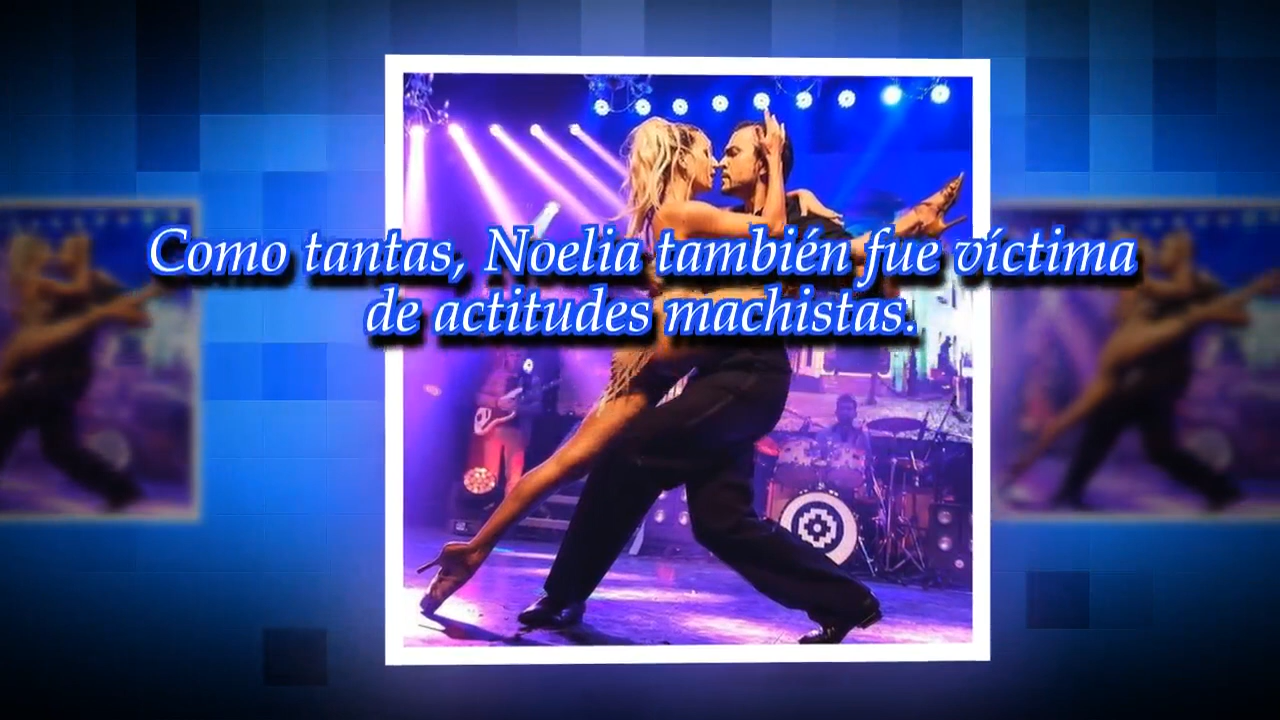 Como tantas, Noelia también fue víctima
de actitudes machistas.